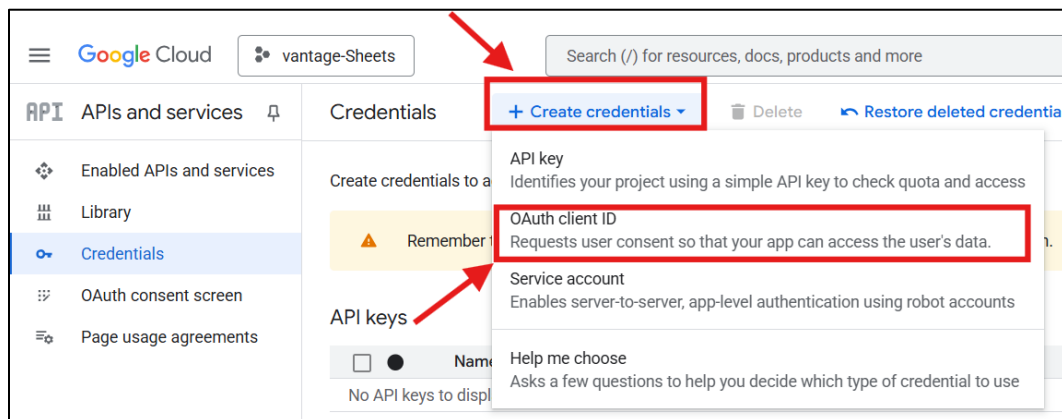 Google Cloud
vantage-Sheets
Search (/) for resources, docs, products and more
API APIs and services
Credentials
+ Create credentials
Delete
Restore deleted credentia
Enabled APIs and services
Library
Credentials
OAuth consent screen
Page usage agreements
Create credentials to a
Remember
API keys
Name
No API keys to displ
API key
Identifies your project using a simple API key to check quota and access
OAuth client ID
Requests user consent so that your app can access the user's data.
Service account
Enables server-to-server, app-level authentication using robot accounts
Help me choose
Asks a few questions to help you decide which type of credential to use